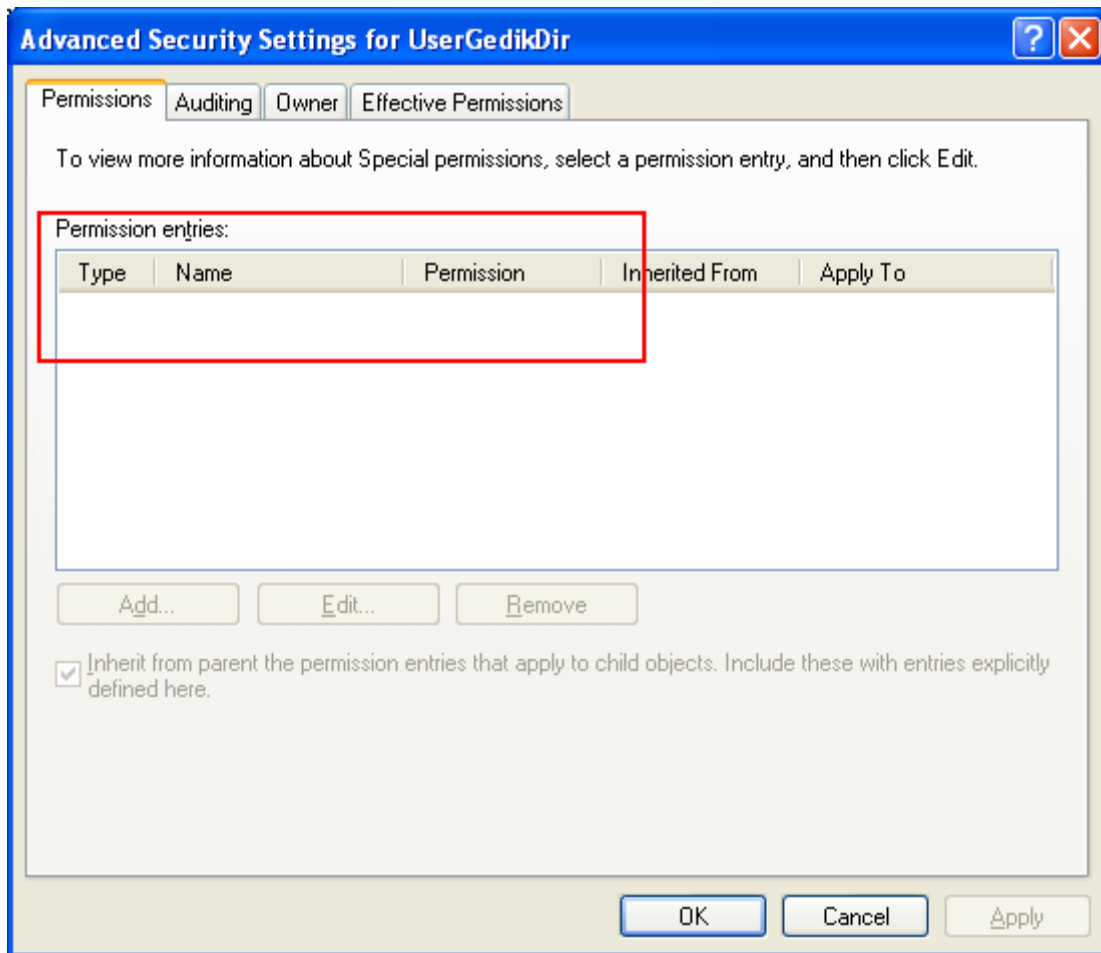 Advanced Security Settings for UserGedikDir
Permissions Auditing Owner Effective Permissions
To view more information about Special permissions, select a permission entry, and then click Edit.
Permission entries:
Type Name Permission Inherited From Apply To
Add... Edit... Remove
Inherit from parent the permission entries that apply to child objects. Include these with entries explicitly
defined here.
OK Cancel Apply